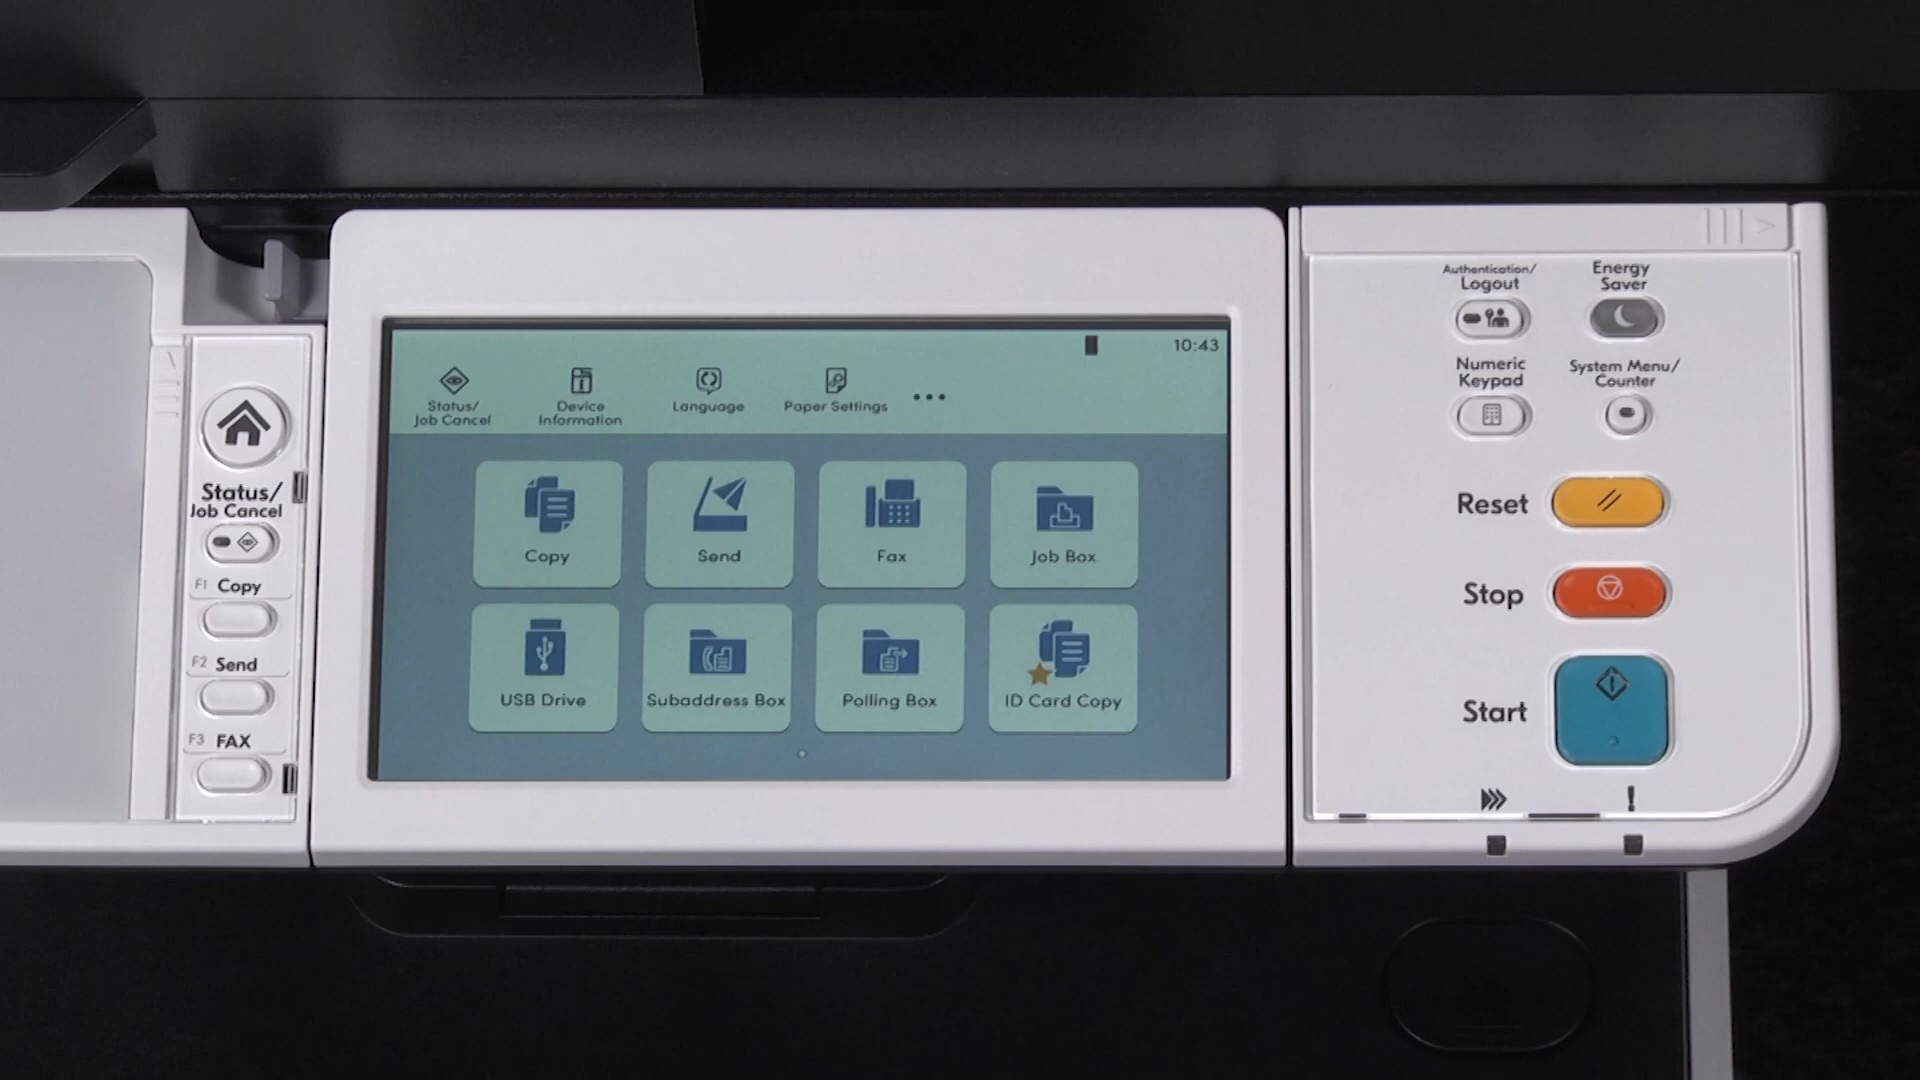 10:43
Status/
Job Cancel
Device
Information
Language
Paper Settings
Copy
Send
Fax
Job Box
USB Drive
Subaddress Box
Polling Box
ID Card Copy
Status/
Job Cancel
F1 Copy
F2 Send
F3 FAX
Authentication/
Logout
Energy
Saver
Numeric
Keypad
System Menu/
Counter
Reset
Stop
Start